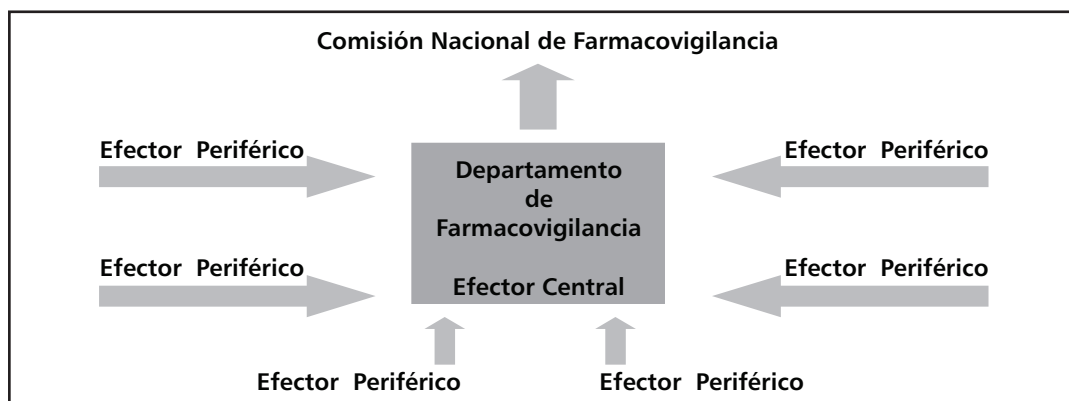 Comisión Nacional de Farmacovigilancia
Efector Periférico
Efector Periférico
Departamento
de
Farmacovigilancia
Efector Central
Efector Periférico
Efector Periférico
Efector Periférico
Efector Periférico